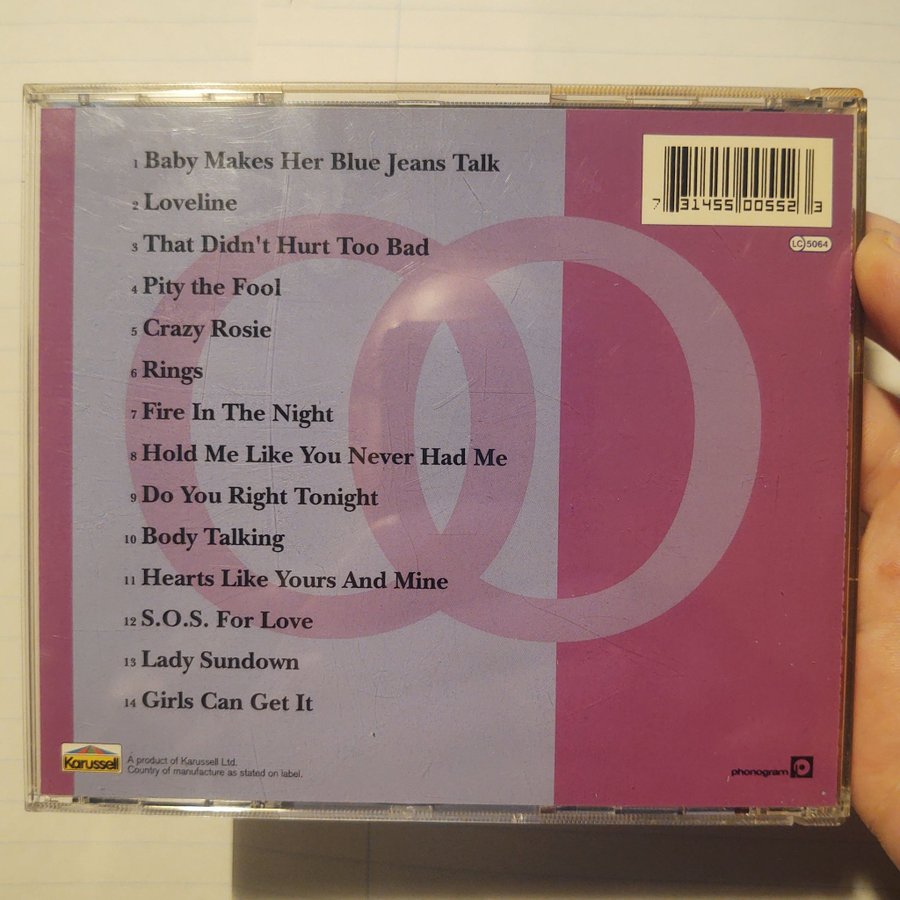 1 Baby Makes Her Blue Jeans Talk
2 Loveline
3 That Didn't Hurt Too Bad
4 Pity the Fool
5 Crazy Rosie
6 Rings
7 Fire In The Night
8 Hold Me Like You Never Had Me
9 Do You Right Tonight
10 Body Talking
11 Hearts Like Yours And Mine
12 S.O.S. For Love
13 Lady Sundown
14 Girls Can Get It
7 31455 00552 3
LC 5064
Karussell
A product of Karussell Ltd.
Country of manufacture as stated on label.
phonogram